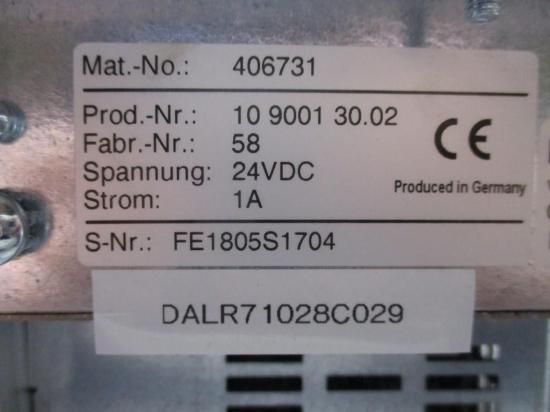 Mat.-No.: 406731
Prod.-Nr.: 10 9001 30.02
Fabr.-Nr.: 58
Spannung: 24VDC
Strom: 1A
CE
Produced in Germany
S-Nr.: FE1805S1704
DALR71028C029